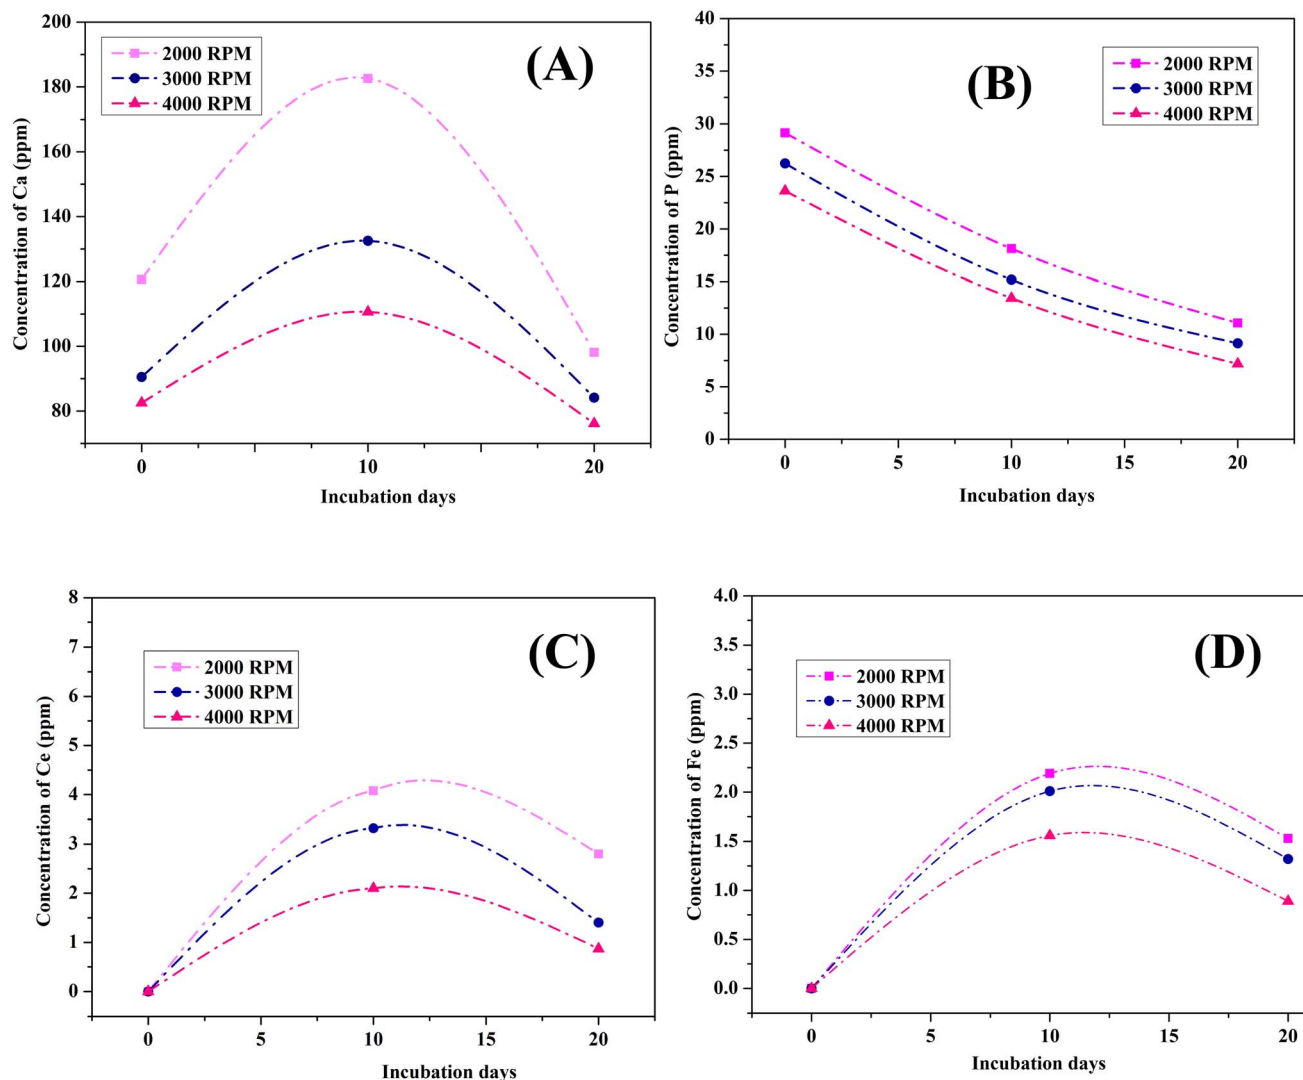 (A)
2000 RPM
3000 RPM
4000 RPM
200
180
160
140
120
100
80
Concentration of Ca (ppm)
0
10
20
Incubation days
(B)
2000 RPM
3000 RPM
4000 RPM
40
35
30
25
20
15
10
5
0
Concentration of P (ppm)
0
5
10
15
20
Incubation days
(C)
2000 RPM
3000 RPM
4000 RPM
8
7
6
5
4
3
2
1
0
Concentration of Ce (ppm)
0
5
10
15
20
Incubation days
(D)
2000 RPM
3000 RPM
4000 RPM
4.0
3.5
3.0
2.5
2.0
1.5
1.0
0.5
0.0
Concentration of Fe (ppm)
0
5
10
15
20
Incubation days